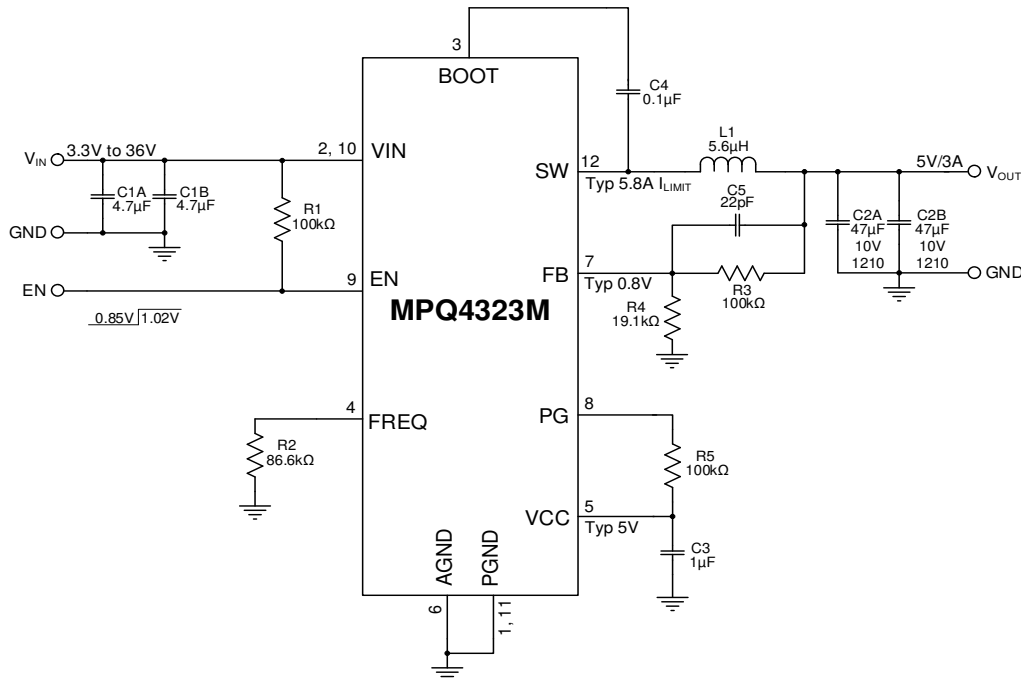 3
BOOT
C4
0.1µF
L1
5.6µH
VIN 3.3V to 36V
2, 10 VIN
SW 12
Typ 5.8A ILIMIT
5V/3A VOUT
C1A
4.7µF
C1B
4.7µF
R1
100kΩ
GND
C5
22pF
C2A
47µF
10V
1210
C2B
47µF
10V
1210
GND
EN
9 EN
FB 7
Typ 0.8V
R3
100kΩ
R4
19.1kΩ
0.85V 1.02V
MPQ4323M
4 FREQ
R2
86.6kΩ
PG 8
R5
100kΩ
VCC 5
Typ 5V
C3
1µF
AGND
PGND
6
1, 11